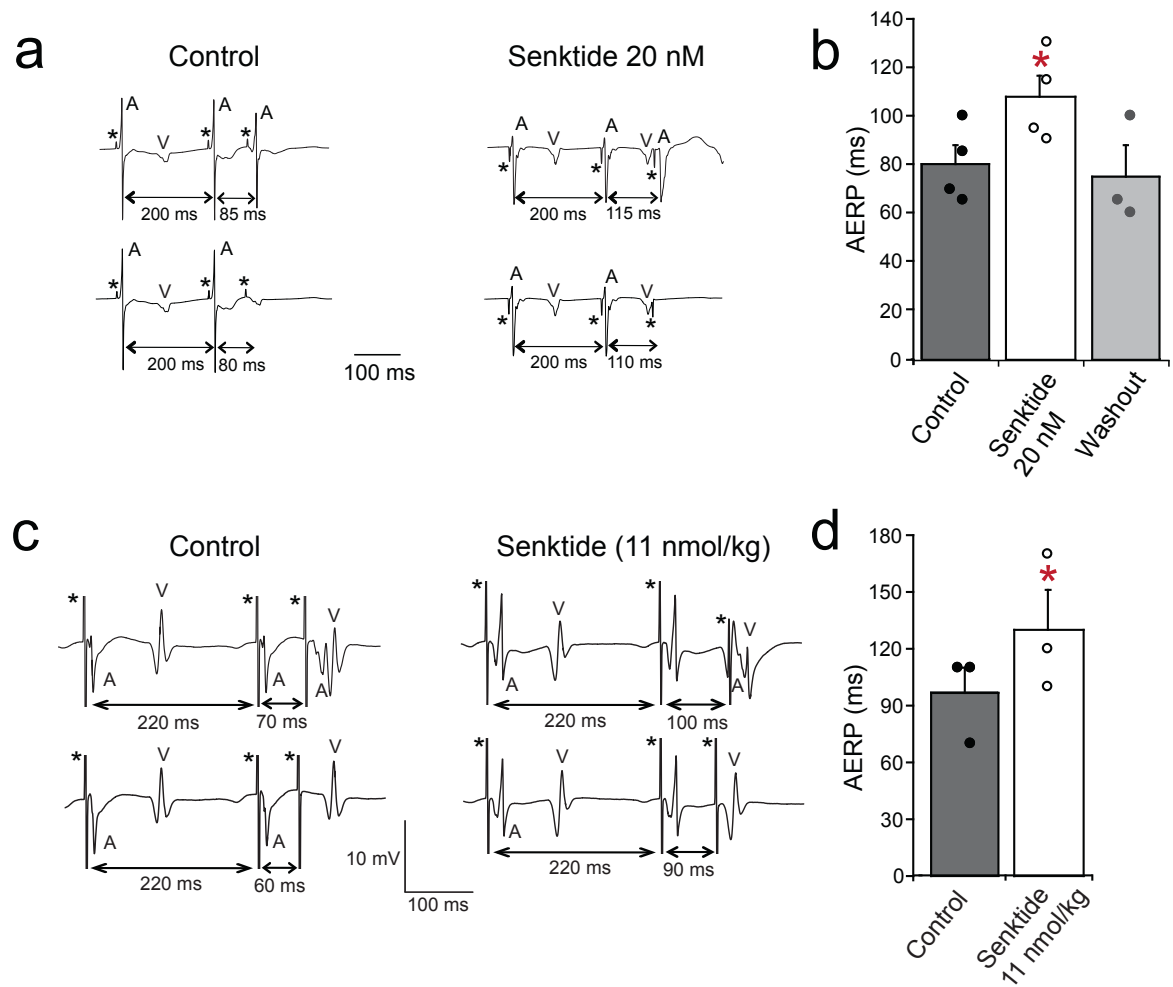 a
Control
Senktide 20 nM
* A V * A * A
200 ms 85 ms
* A V * A *
200 ms 80 ms
100 ms
* A V * A V * A
200 ms 115 ms
* A V * A V *
200 ms 110 ms
b
AERP (ms)
140
120
100
80
60
40
20
0
*
Control
Senktide
20 nM
Washout
c
Control
Senktide (11 nmol/kg)
* A V * A * A V
220 ms 70 ms
* A V * A * V
220 ms 60 ms
10 mV
100 ms
* A V * * A V
220 ms 100 ms
* A V * * V
220 ms 90 ms
d
AERP (ms)
180
150
120
90
60
30
0
*
Control
Senktide
11 nmol/kg